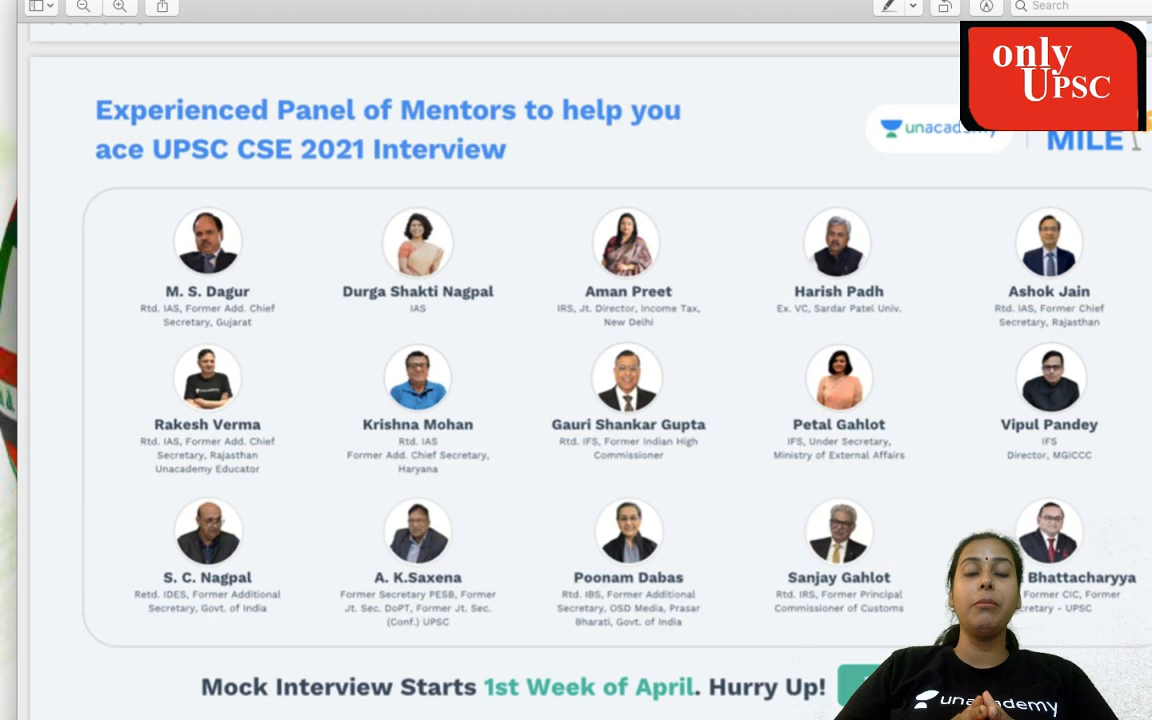 Search
only
UPSC
Experienced Panel of Mentors to help you
ace UPSC CSE 2021 Interview
unacademy
MILE
M. S. Dagur
Rtd. IAS, Former Add. Chief
Secretary, Gujarat
Durga Shakti Nagpal
IAS
Aman Preet
IRS, Jt. Director, Income Tax,
New Delhi
Harish Padh
Ex. VC, Sardar Patel Univ.
Ashok Jain
Rtd. IAS, Former Chief
Secretary, Rajasthan
Rakesh Verma
Rtd. IAS, Former Add. Chief
Secretary, Rajasthan
Unacademy Educator
Krishna Mohan
Rtd. IAS
Former Add. Chief Secretary,
Haryana
Gauri Shankar Gupta
Rtd. IFS, Former Indian High
Commissioner
Petal Gahlot
IFS, Under Secretary,
Ministry of External Affairs
Vipul Pandey
IFS
Director, MGICCC
S. C. Nagpal
Retd. IDES, Former Additional
Secretary, Govt. of India
A. K.Saxena
Former Secretary PESB, Former
Jt. Sec. DoPT, Former Jt. Sec.
(Conf.) UPSC
Poonam Dabas
Rtd. IBS, Former Additional
Secretary, OSD Media, Prasar
Bharati, Govt. of India
Sanjay Gahlot
Rtd. IRS, Former Principal
Commissioner of Customs
Bhattacharyya
Former CIC, Former
- UPSC
Mock Interview Starts 1st Week of April. Hurry Up!
unacademy